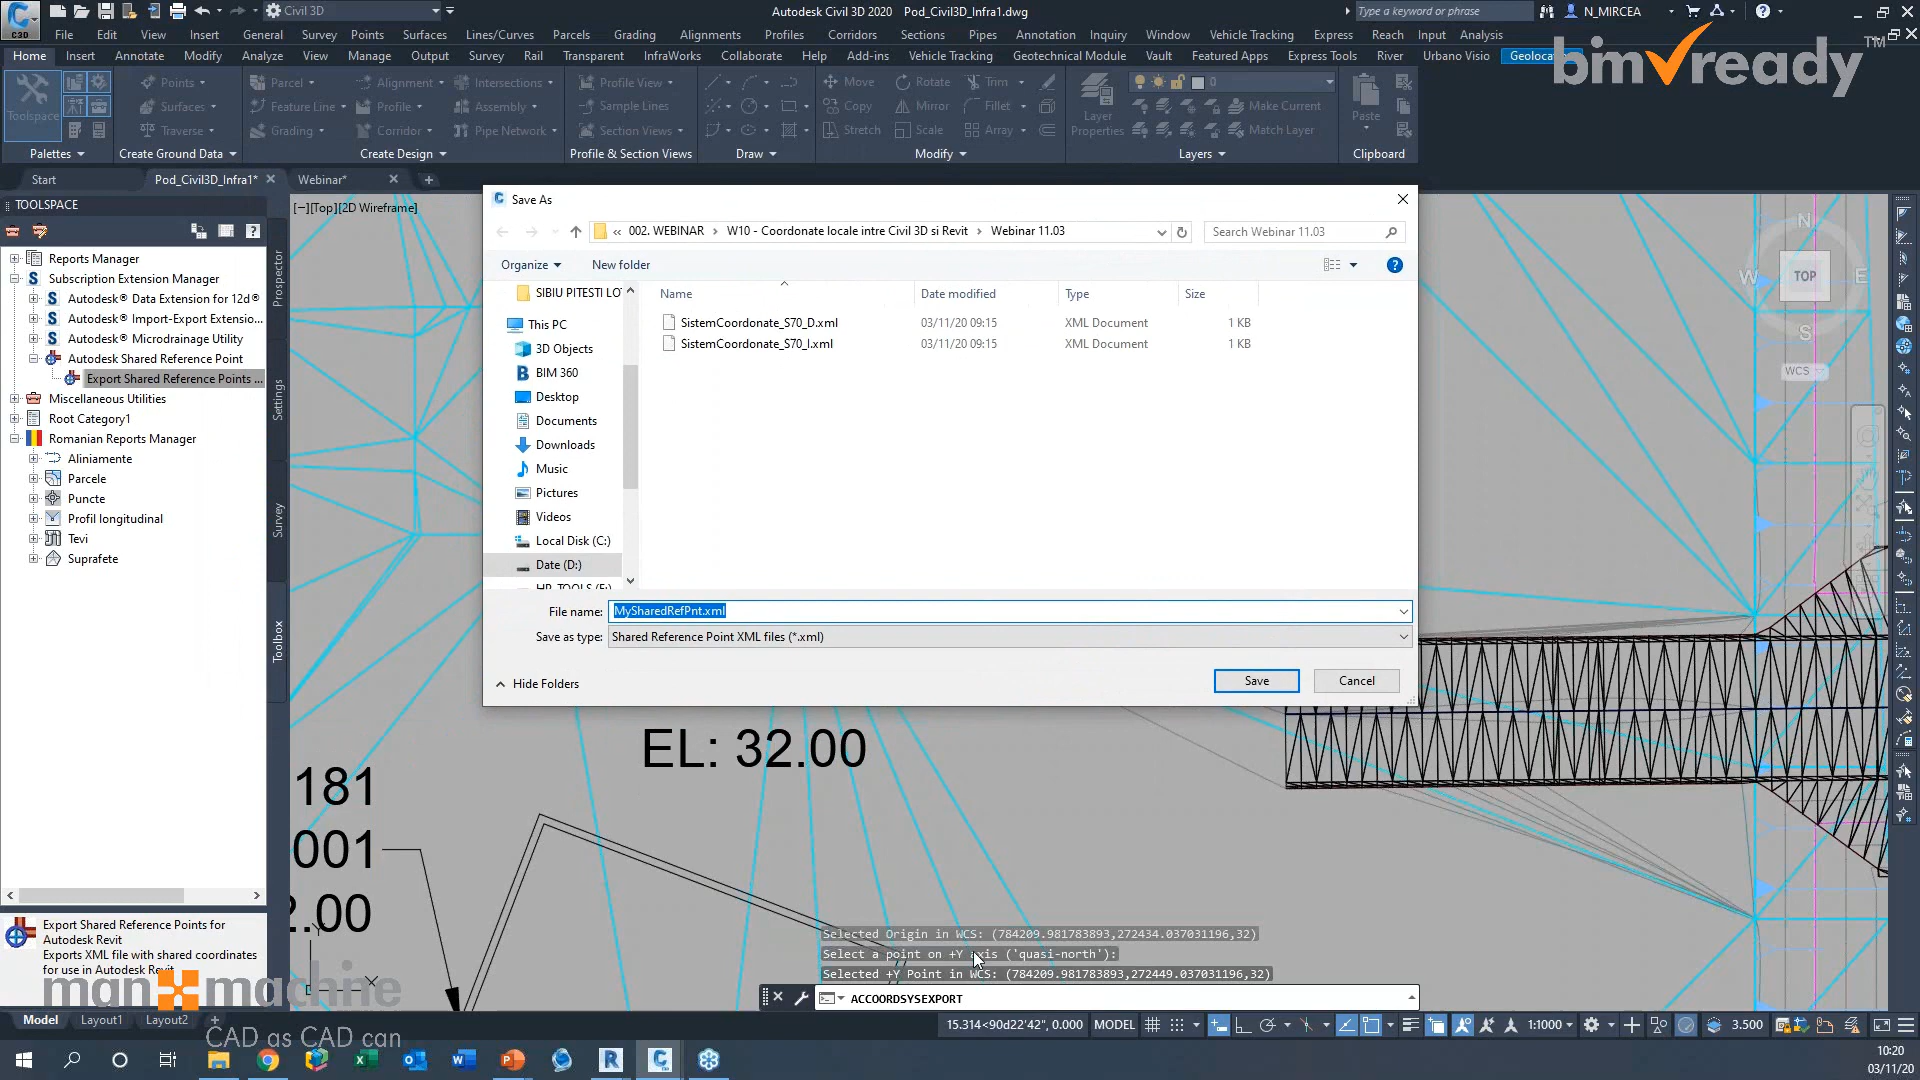 Civil 3D
Autodesk Civil 3D 2020 Pod_Civil3D_Infra1.dwg
Type a keyword or phrase
N_MIRCEA
C3D
File Edit View Insert General Survey Points Surfaces Lines/Curves Parcels Grading Alignments Profiles Corridors Sections Pipes Annotation Inquiry Window Vehicle Tracking Express Reach Input Analysis
Home Insert Annotate Modify Analyze View Manage Output Survey Rail Transparent InfraWorks Collaborate Help Add-ins Vehicle Tracking Geotechnical Module Vault Featured Apps Express Tools River Urbano Visio
bim ready
TM
Toolspace
Points
Surfaces
Traverse
Parcel
Feature Line
Grading
Alignment
Profile
Corridor
Intersections
Assembly
Pipe Network
Profile View
Sample Lines
Section Views
Move Rotate Trim
Copy Mirror Fillet
Stretch Scale Array
Layer Properties
0
Make Current
Match Layer
Paste
Palettes Create Ground Data Create Design Profile & Section Views Draw Modify Layers Clipboard
Start Pod_Civil3D_Infra1* Webinar*
TOOLSPACE
Reports Manager
Subscription Extension Manager
Autodesk® Data Extension for 12d®
Autodesk® Import-Export Extensio...
Autodesk® Microdrainage Utility
Autodesk Shared Reference Point
Export Shared Reference Points ...
Miscellaneous Utilities
Root Category1
Romanian Reports Manager
Aliniamente
Parcele
Puncte
Profil longitudinal
Tevi
Suprafete
Prospector
Settings
Survey
Toolbox
Export Shared Reference Points for
Autodesk Revit
Exports XML file with shared coordinates
for use in Autodesk Revit
[−][Top][2D Wireframe]
Save As
« 002. WEBINAR › W10 - Coordonate locale intre Civil 3D si Revit › Webinar 11.03
Search Webinar 11.03
Organize New folder
SIBIU PITESTI LO
This PC
3D Objects
BIM 360
Desktop
Documents
Downloads
Music
Pictures
Videos
Local Disk (C:)
Date (D:)
Name Date modified Type Size
SistemCoordonate_S70_D.xml 03/11/20 09:15 XML Document 1 KB
SistemCoordonate_S70_I.xml 03/11/20 09:15 XML Document 1 KB
File name: MySharedRefPnt.xml
Save as type: Shared Reference Point XML files (*.xml)
Hide Folders
Save Cancel
N
W TOP E
S
WCS
EL: 32.00
181
001
2.00
Selected Origin in WCS: (784209.981783893,272434.037031196,32)
Select a point on +Y axis ('quasi-north'):
Selected +Y Point in WCS: (784209.981783893,272449.037031196,32)
ACCOORDSYSEXPORT
man machine
CAD as CAD can
Model Layout1 Layout2 +
15.314<90d22'42", 0.000 MODEL 1:1000 3.500
10:20
03/11/20